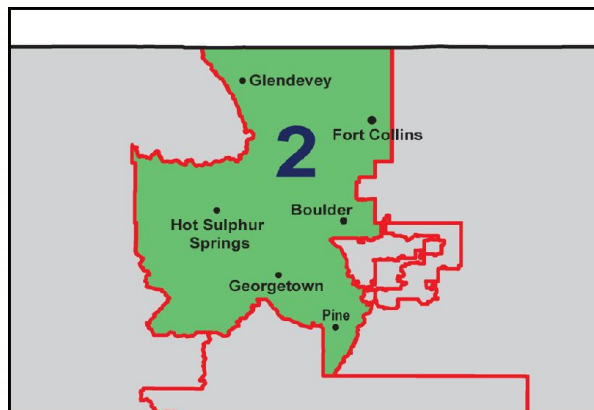 Glendevey
Fort Collins
2
Boulder
Hot Sulphur
Springs
Georgetown
Pine